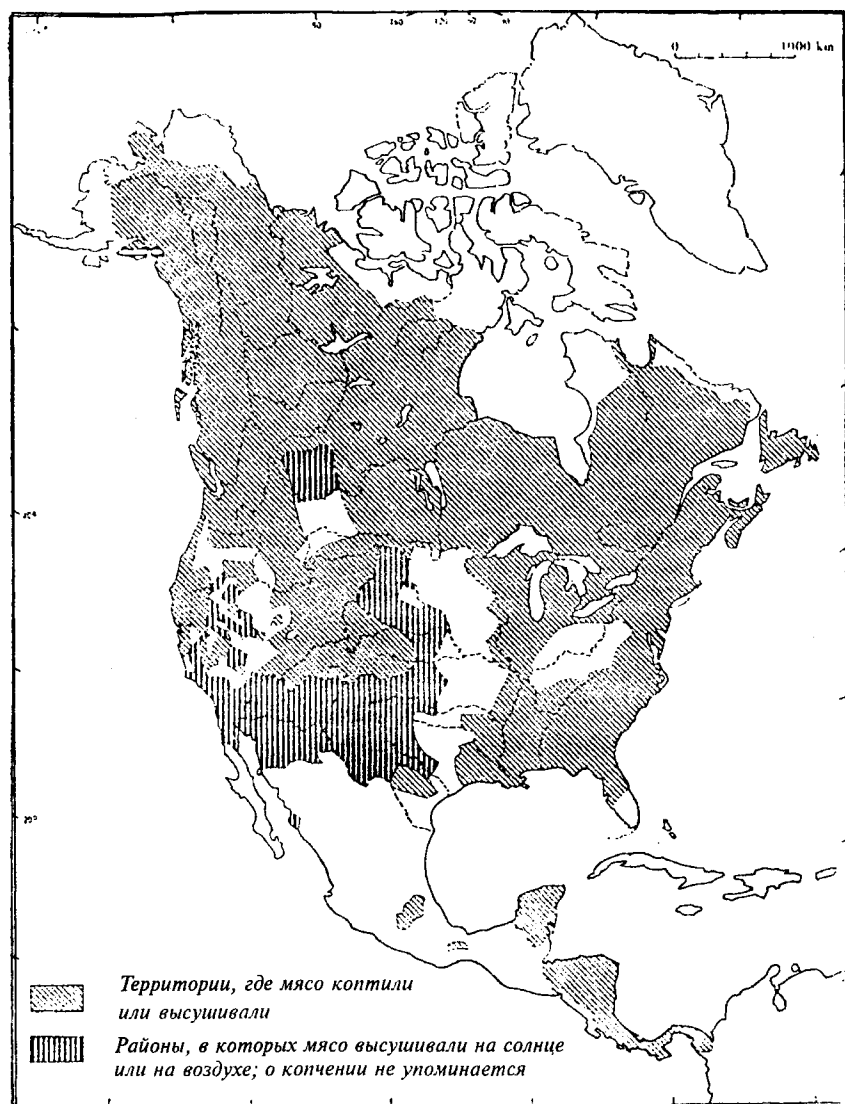 0 1000 km
Территории, где мясо коптили
или высушивали
Районы, в которых мясо высушивали на солнце
или на воздухе; о копчении не упоминается